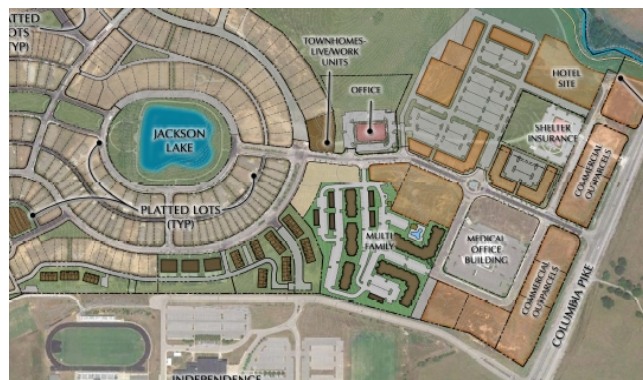 PLATTED
LOTS
(TYP)
TOWNHOMES-
LIVE/WORK
UNITS
OFFICE
HOTEL
SITE
JACKSON
LAKE
SHELTER
INSURANCE
COMMERCIAL
OUTPARCELS
PLATTED LOTS
(TYP)
MULTI
FAMILY
MEDICAL
OFFICE
BUILDING
COMMERCIAL
OUTPARCELS
COLUMBIA PIKE
INDEPENDENCE